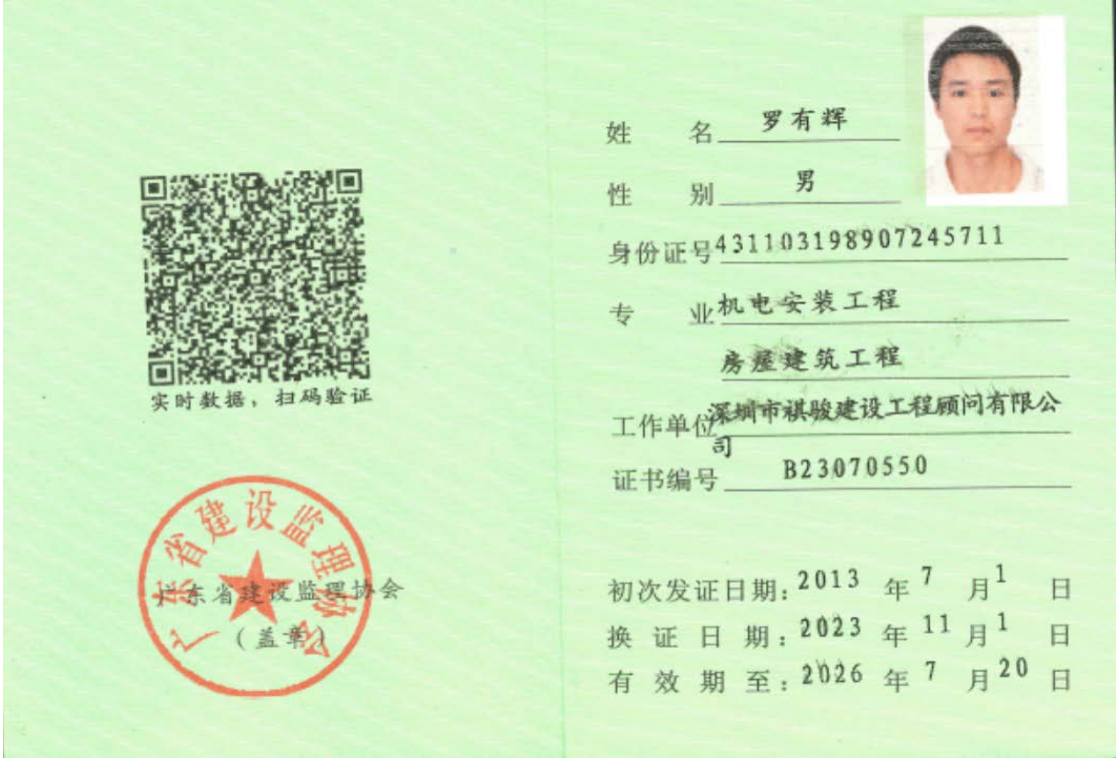 实时数据，扫码验证
广东省建设监理协会
广东省建设监理协会
（盖章）
姓 名 罗有辉
性 别 男
身份证号 431103198907245711
专 业 机电安装工程
房屋建筑工程
工作单位 深圳市祺骏建设工程顾问有限公
司
证书编号 B23070550
初次发证日期：2013 年 7 月 1 日
换 证 日 期：2023 年 11 月 1 日
有 效 期 至：2026 年 7 月 20 日